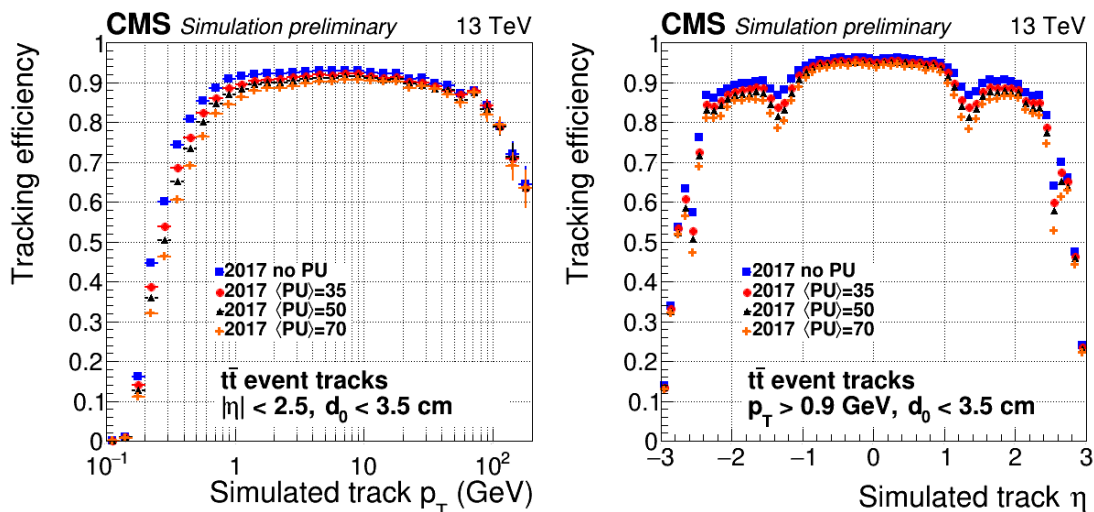 CMS Simulation preliminary 13 TeV
Tracking efficiency
1
0.9
0.8
0.7
0.6
0.5
0.4
0.3
0.2
0.1
0
2017 no PU
2017 ⟨PU⟩=35
2017 ⟨PU⟩=50
2017 ⟨PU⟩=70
tt̄ event tracks
|η| < 2.5, d₀ < 3.5 cm
10⁻¹ 1 10 10²
Simulated track p_T (GeV)
CMS Simulation preliminary 13 TeV
Tracking efficiency
1
0.9
0.8
0.7
0.6
0.5
0.4
0.3
0.2
0.1
0
2017 no PU
2017 ⟨PU⟩=35
2017 ⟨PU⟩=50
2017 ⟨PU⟩=70
tt̄ event tracks
p_T > 0.9 GeV, d₀ < 3.5 cm
−3 −2 −1 0 1 2 3
Simulated track η